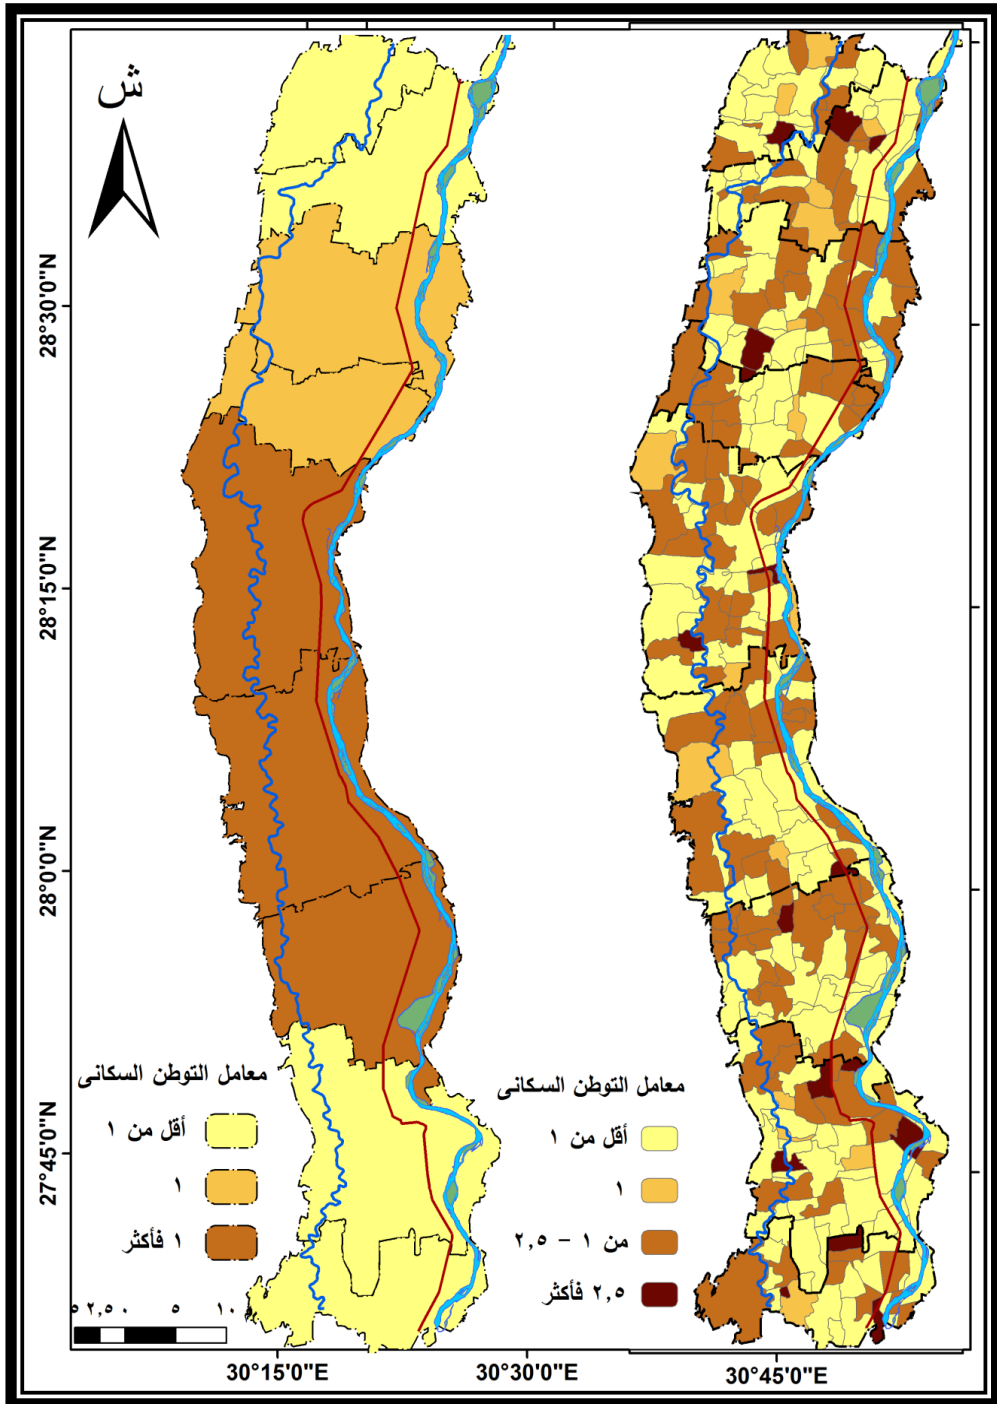 ش
28°30'0"N
28°15'0"N
28°0'0"N
27°45'0"N
معامل التوطن السكانى
أقل من ١
١
١ فأكثر
معامل التوطن السكانى
أقل من ١
١
من ١ - ٢,٥
٢,٥ فأكثر
٥ ٢,٥ ٠ 5 ١٠
30°15'0"E 30°30'0"E 30°45'0"E